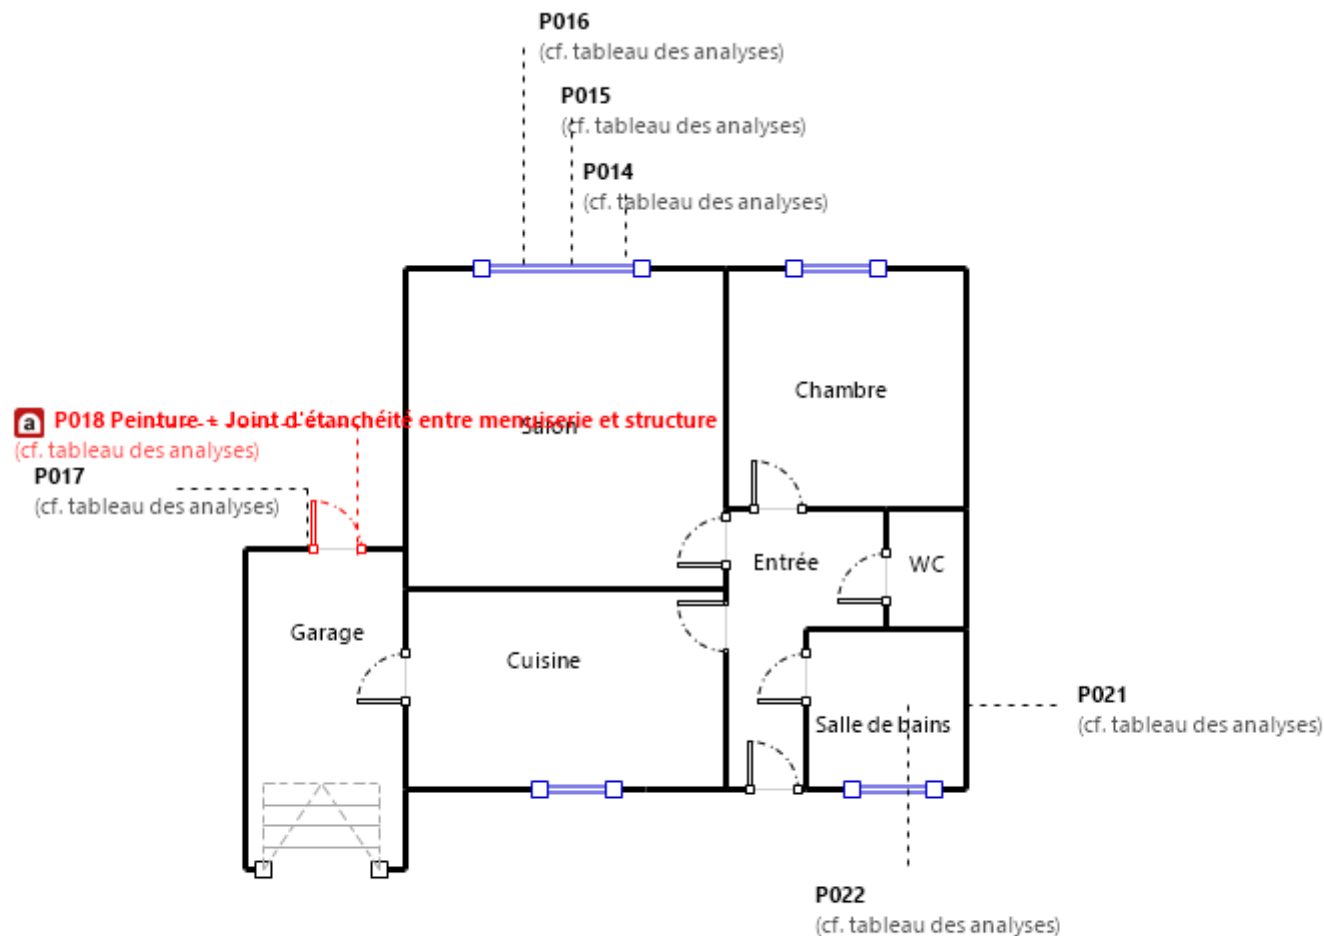 P016
(cf. tableau des analyses)
P015
(cf. tableau des analyses)
P014
(cf. tableau des analyses)
Chambre
a P018 Peinture + Joint d'étanchéité entre menuiserie et structure
Salon
(cf. tableau des analyses)
P017
(cf. tableau des analyses)
Entrée
WC
Garage
Cuisine
P021
Salle de bains
(cf. tableau des analyses)
P022
(cf. tableau des analyses)